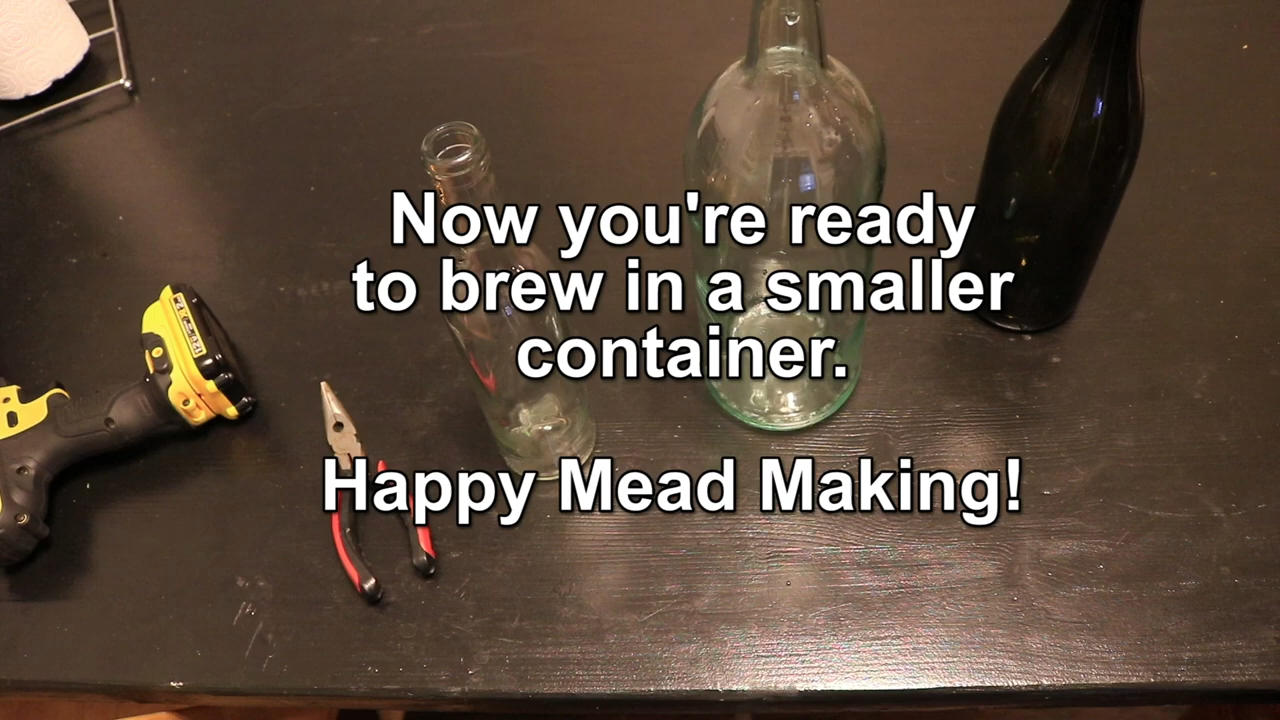 Now you're ready
to brew in a smaller
container.
Happy Mead Making!